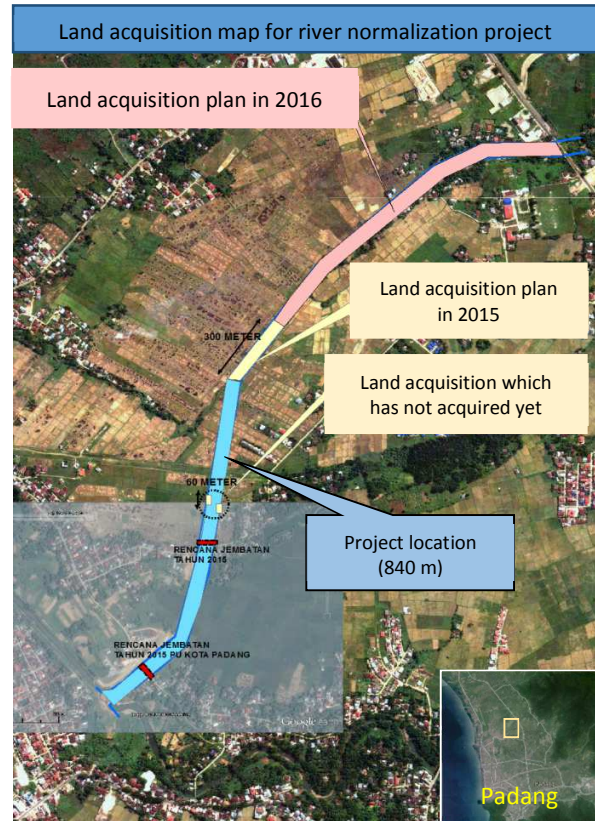 Land acquisition map for river normalization project
Land acquisition plan in 2016
Land acquisition plan
in 2015
300 METER
Land acquisition which
has not acquired yet
60 METER
Project location
(840 m)
RENCANA JEMBATAN
TAHUN 2015
RENCANA JEMBATAN
TAHUN 2015 PU KOTA PADANG
Google
Padang